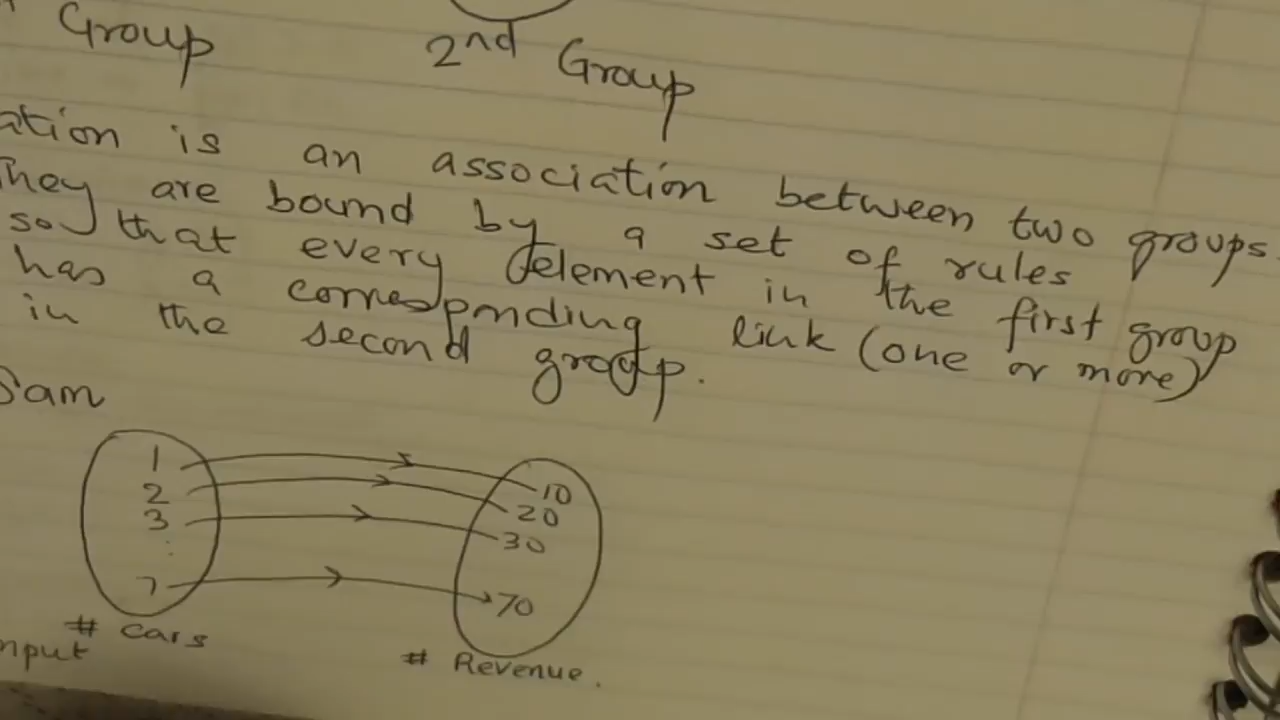 Group 2nd Group
ation is an association between two groups.
They are bound by a set of rules
so that every element in the first group
has a corresponding link (one or more)
in the second group.
Sam
1 10
2 20
3 30
:
7 70
# cars
nput # Revenue.